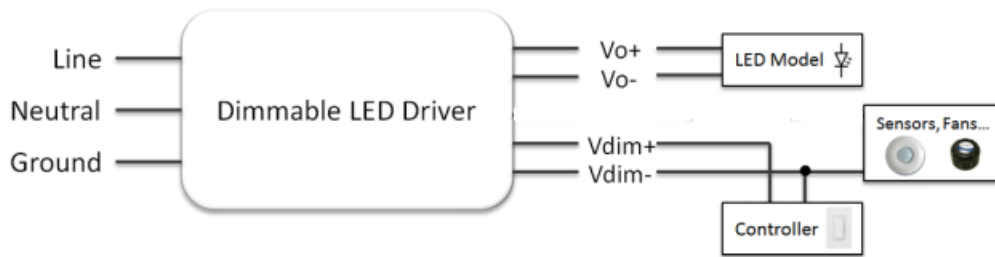 Line
Neutral
Ground
Dimmable LED Driver
Vo+
Vo-
LED Model
Vdim+
Vdim-
Sensors, Fans...
Controller